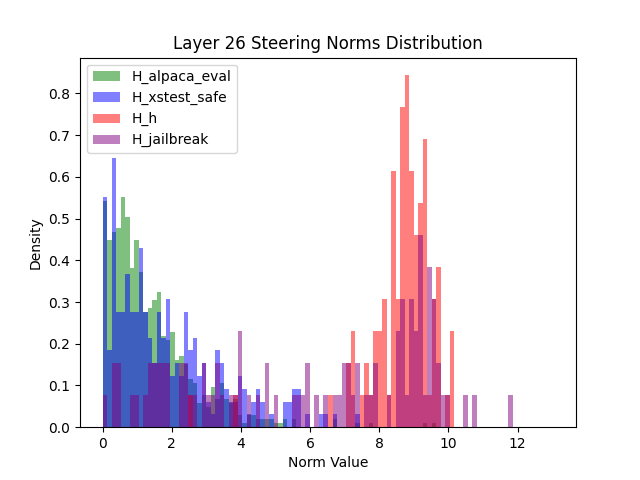 Layer 26 Steering Norms Distribution
H_alpaca_eval
H_xstest_safe
H_h
H_jailbreak
Density
0.8
0.7
0.6
0.5
0.4
0.3
0.2
0.1
0.0
0 2 4 6 8 10 12
Norm Value